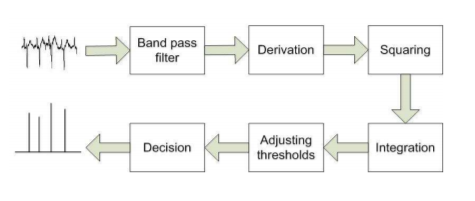 Band pass
filter
Derivation
Squaring
Decision
Adjusting
thresholds
Integration